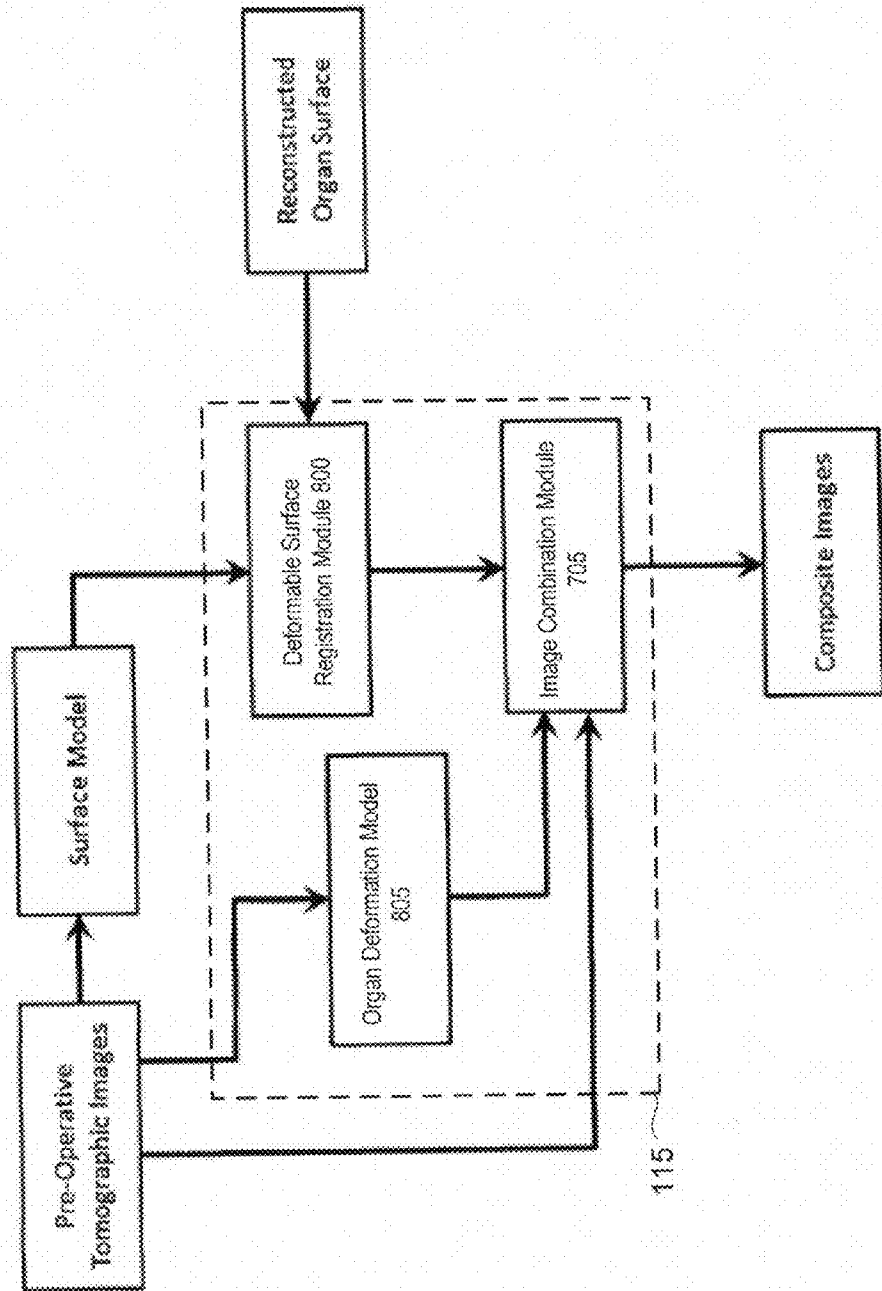 Pre-Operative
Tomographic Images
Surface Model
Reconstructed
Organ Surface
Organ Deformation Model
805
Deformable Surface
Registration Module 800
Image Combination Module
705
Composite Images
115